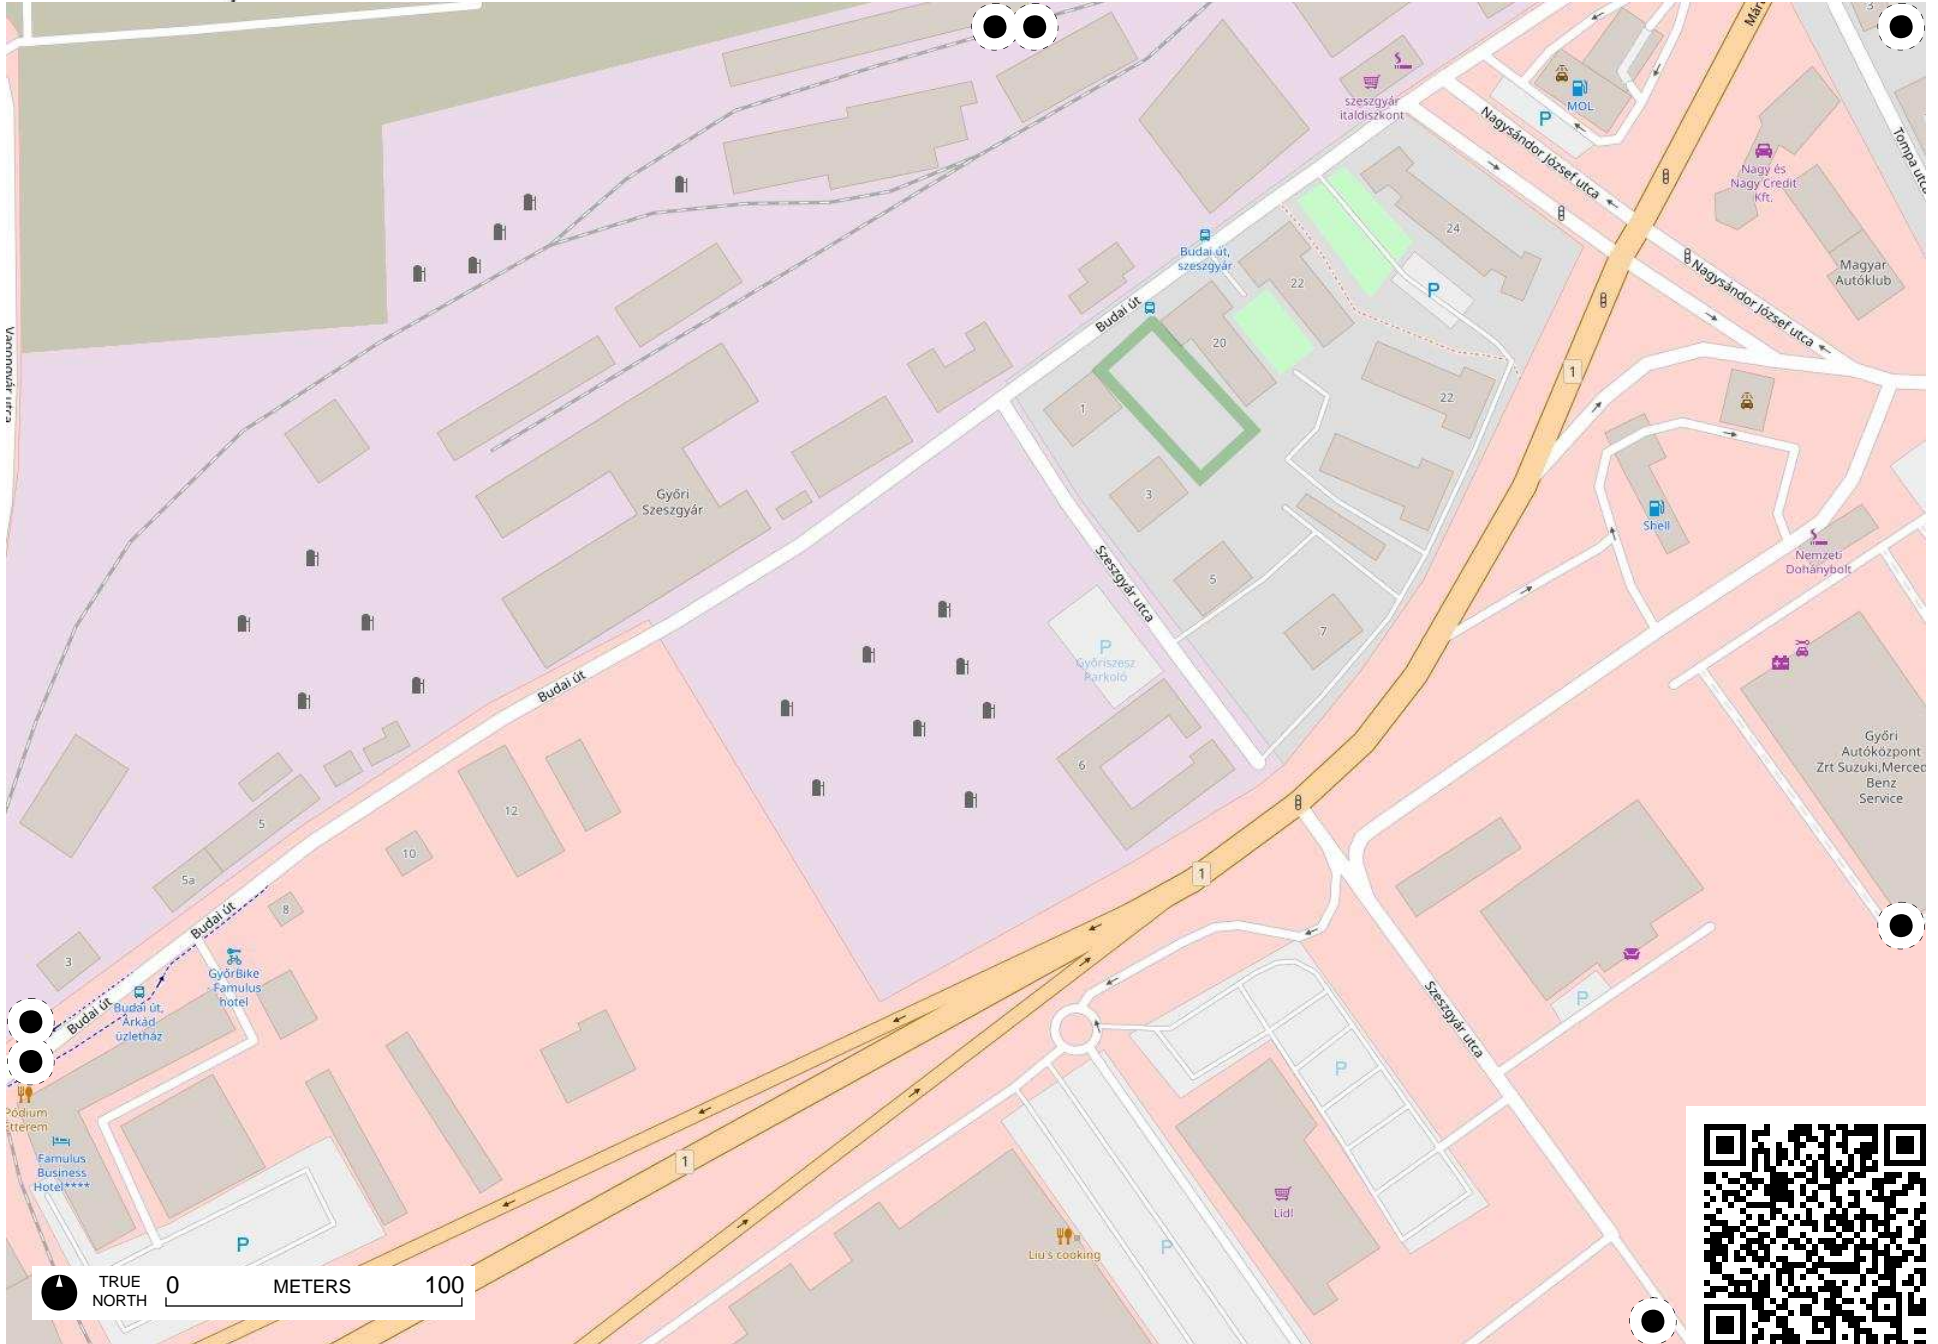 szeszgyár
italdiszkont
MOL
P
Nagysándor József utca
Nagy és
Nagy Credit
Kft.
Tompa utca
24
Budai út,
szeszgyár
22
P
Magyar
Autóklub
Nagysándor József utca
Budai út
20
1
1
22
3
Győri
Szeszgyár
Shell
Nemzeti
Dohánybolt
Szeszgyár utca
5
7
P
Győriszesz
Parkoló
Budai út
6
Győri
Autóközpont
Zrt Suzuki,Merced
Benz
Service
12
5
10
5a
1
8
Budai út
3
GyőrBike
- Famulus
hotel
Budai út
Budai út,
Árkád
üzletház
P
Szeszgyár utca
P
Pódium
Étterem
Famulus
Business
Hotel****
1
Lidl
P
P
Liu's cooking
TRUE
NORTH
0 METERS 100